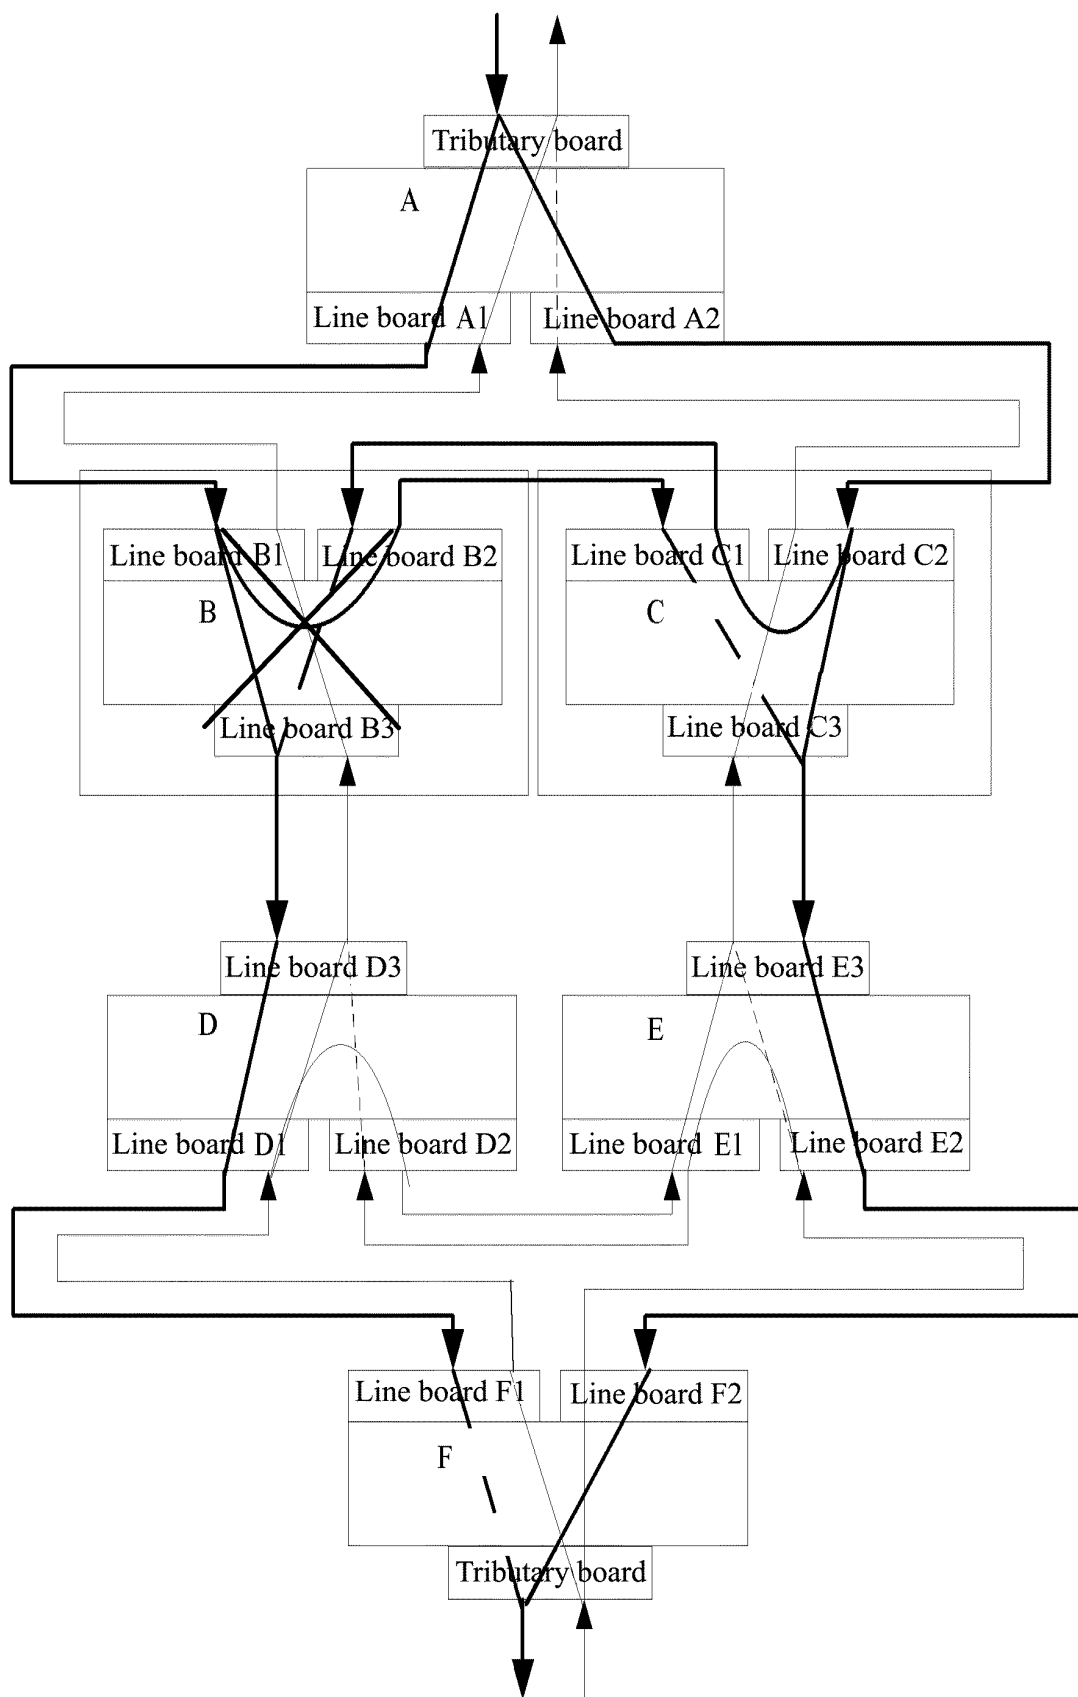 Tributary board
A
Line board A1
Line board A2
Line board B1
Line board B2
Line board C1
Line board C2
B
C
Line board B3
Line board C3
Line board D3
Line board E3
D
E
Line board D1
Line board D2
Line board E1
Line board E2
Line board F1
Line board F2
F
Tributary board